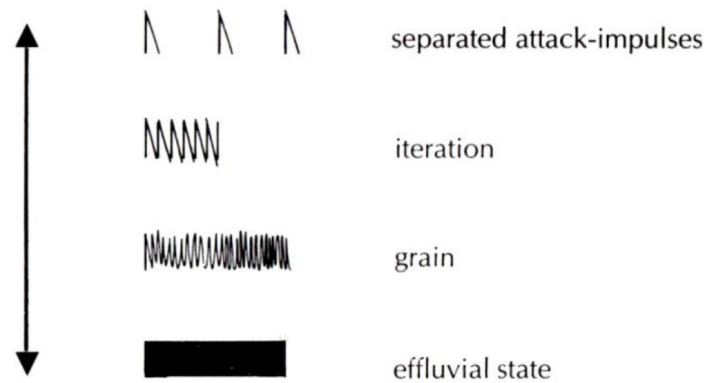 separated attack-impulses
iteration
grain
effluvial state